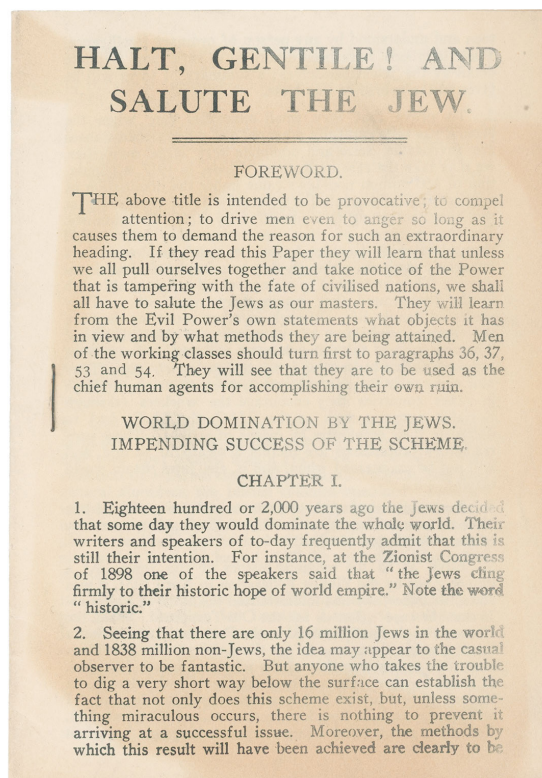 HALT, GENTILE! AND
SALUTE THE JEW.
FOREWORD.
THE above title is intended to be provocative; to compel
attention; to drive men even to anger so long as it
causes them to demand the reason for such an extraordinary
heading. If they read this Paper they will learn that unless
we all pull ourselves together and take notice of the Power
that is tampering with the fate of civilised nations, we shall
all have to salute the Jews as our masters. They will learn
from the Evil Power's own statements what objects it has
in view and by what methods they are being attained. Men
of the working classes should turn first to paragraphs 36, 37,
53 and 54. They will see that they are to be used as the
chief human agents for accomplishing their own ruin.
WORLD DOMINATION BY THE JEWS.
IMPENDING SUCCESS OF THE SCHEME.
CHAPTER I.
1. Eighteen hundred or 2,000 years ago the Jews decided
that some day they would dominate the whole world. Their
writers and speakers of to-day frequently admit that this is
still their intention. For instance, at the Zionist Congress
of 1898 one of the speakers said that "the Jews cling
firmly to their historic hope of world empire." Note the word
"historic."
2. Seeing that there are only 16 million Jews in the world
and 1838 million non-Jews, the idea may appear to the casual
observer to be fantastic. But anyone who takes the trouble
to dig a very short way below the surface can establish the
fact that not only does this scheme exist, but, unless some-
thing miraculous occurs, there is nothing to prevent it
arriving at a successful issue. Moreover, the methods by
which this result will have been achieved are clearly to be